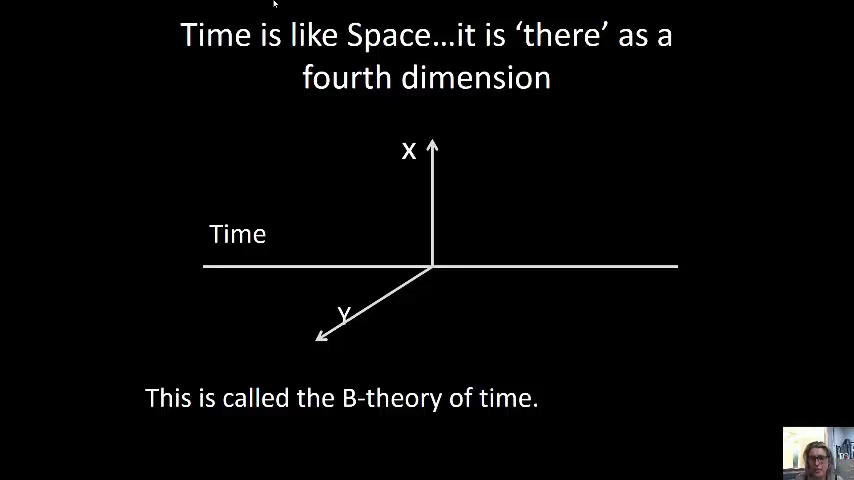 Time is like Space…it is ‘there’ as a
fourth dimension
X
Time
Y
This is called the B-theory of time.